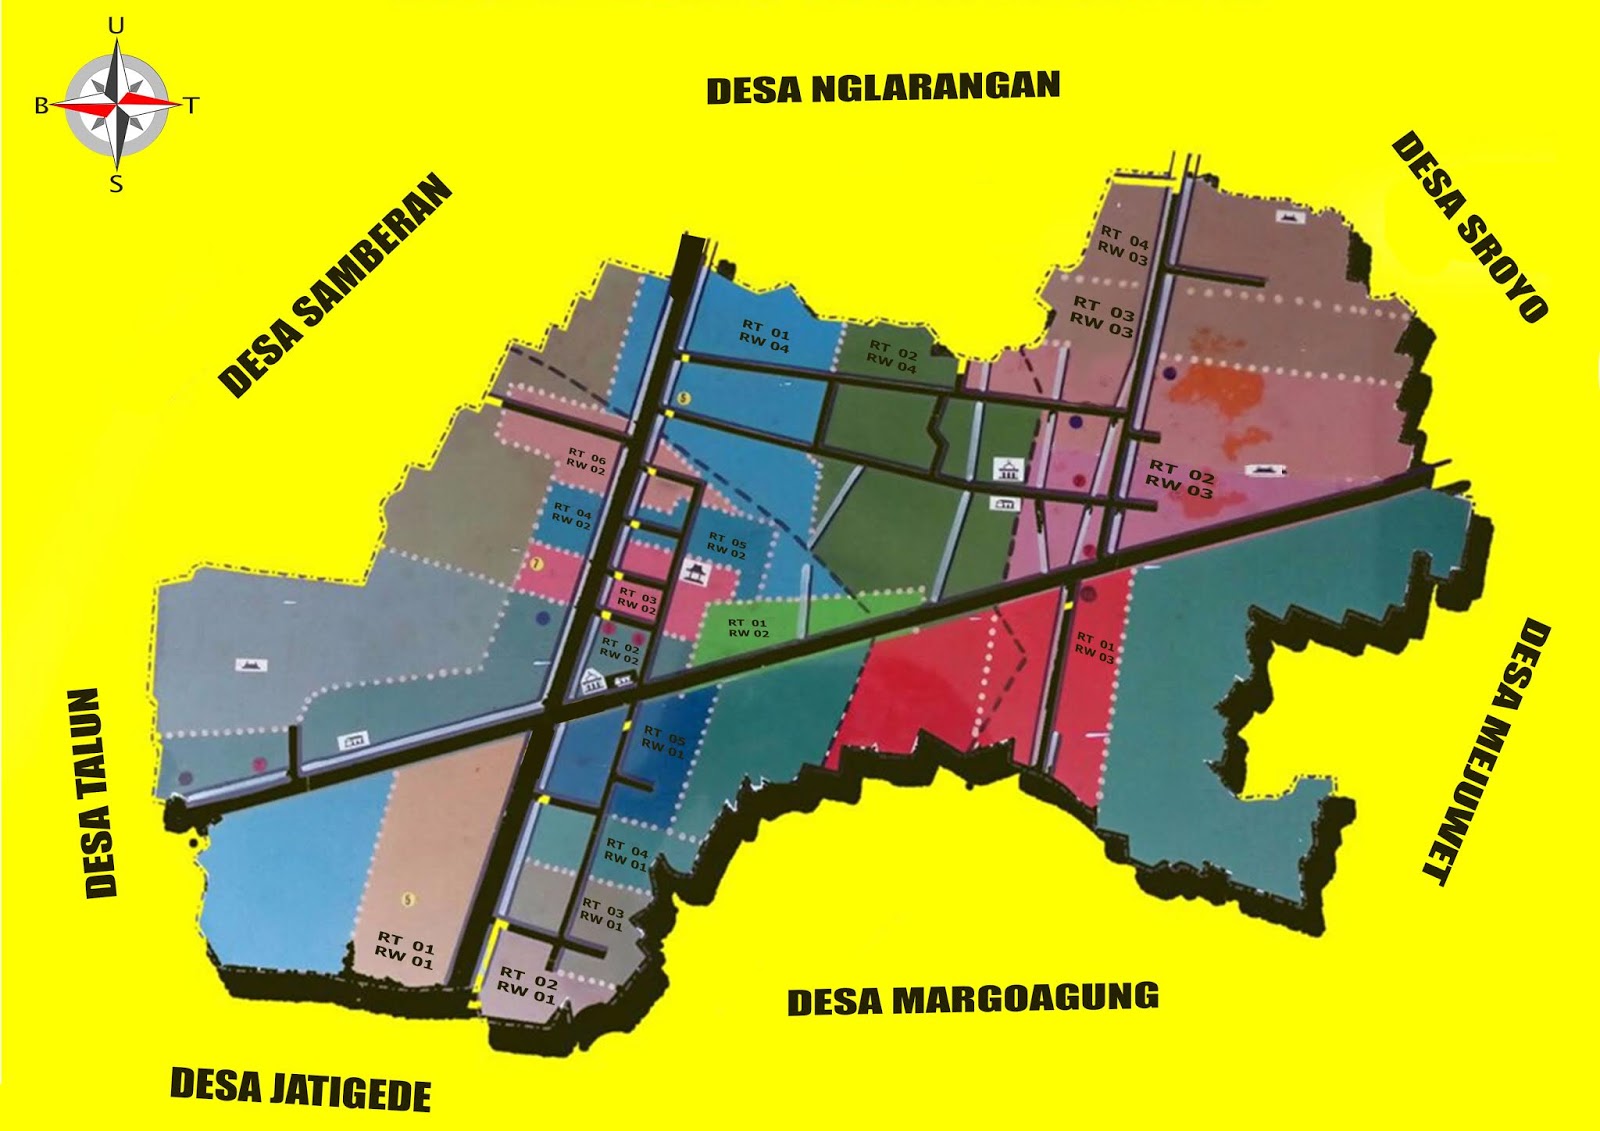 U
B
T
S
DESA NGLARANGAN
DESA SROYO
DESA SAMBERAN
RT 04
RW 03
RT 03
RW 03
RT 01
RW 04
RT 02
RW 04
5
RT 06
RW 02
RT 02
RW 03
RT 04
RW 02
RT 05
RW 02
7
RT 03
RW 02
RT 01
RW 02
RT 02
RW 02
RT 01
RW 03
DESA TALUN
DESA MEJUWET
RT 05
RW 01
RT 04
RW 01
5
RT 03
RW 01
RT 01
RW 01
RT 02
RW 01
DESA MARGOAGUNG
DESA JATIGEDE